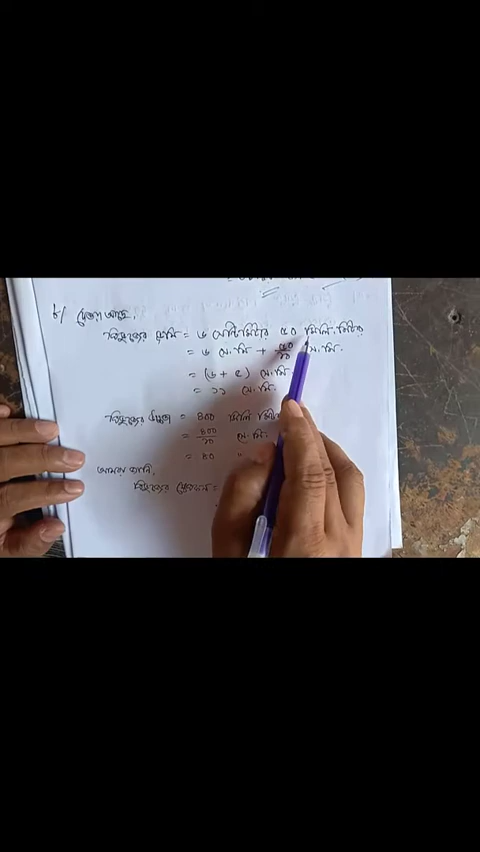 ৮/ দেওয়া আছে,
ত্রিভুজের ভূমি = ৬ সেন্টিমিটার ৫০ মিলি.মিটার
= ৬ সে.মি + ৫০/১০ সে.মি.
= (৬ + ৫) সে.মি
= ১১ সে.মি.
ত্রিভুজের উচ্চতা = ৪০০ মিলি মিটার
= ৪০০/১০ সে.মি.
= ৪০ "
আমরা জানি,
ত্রিভুজের ক্ষেত্রফল =